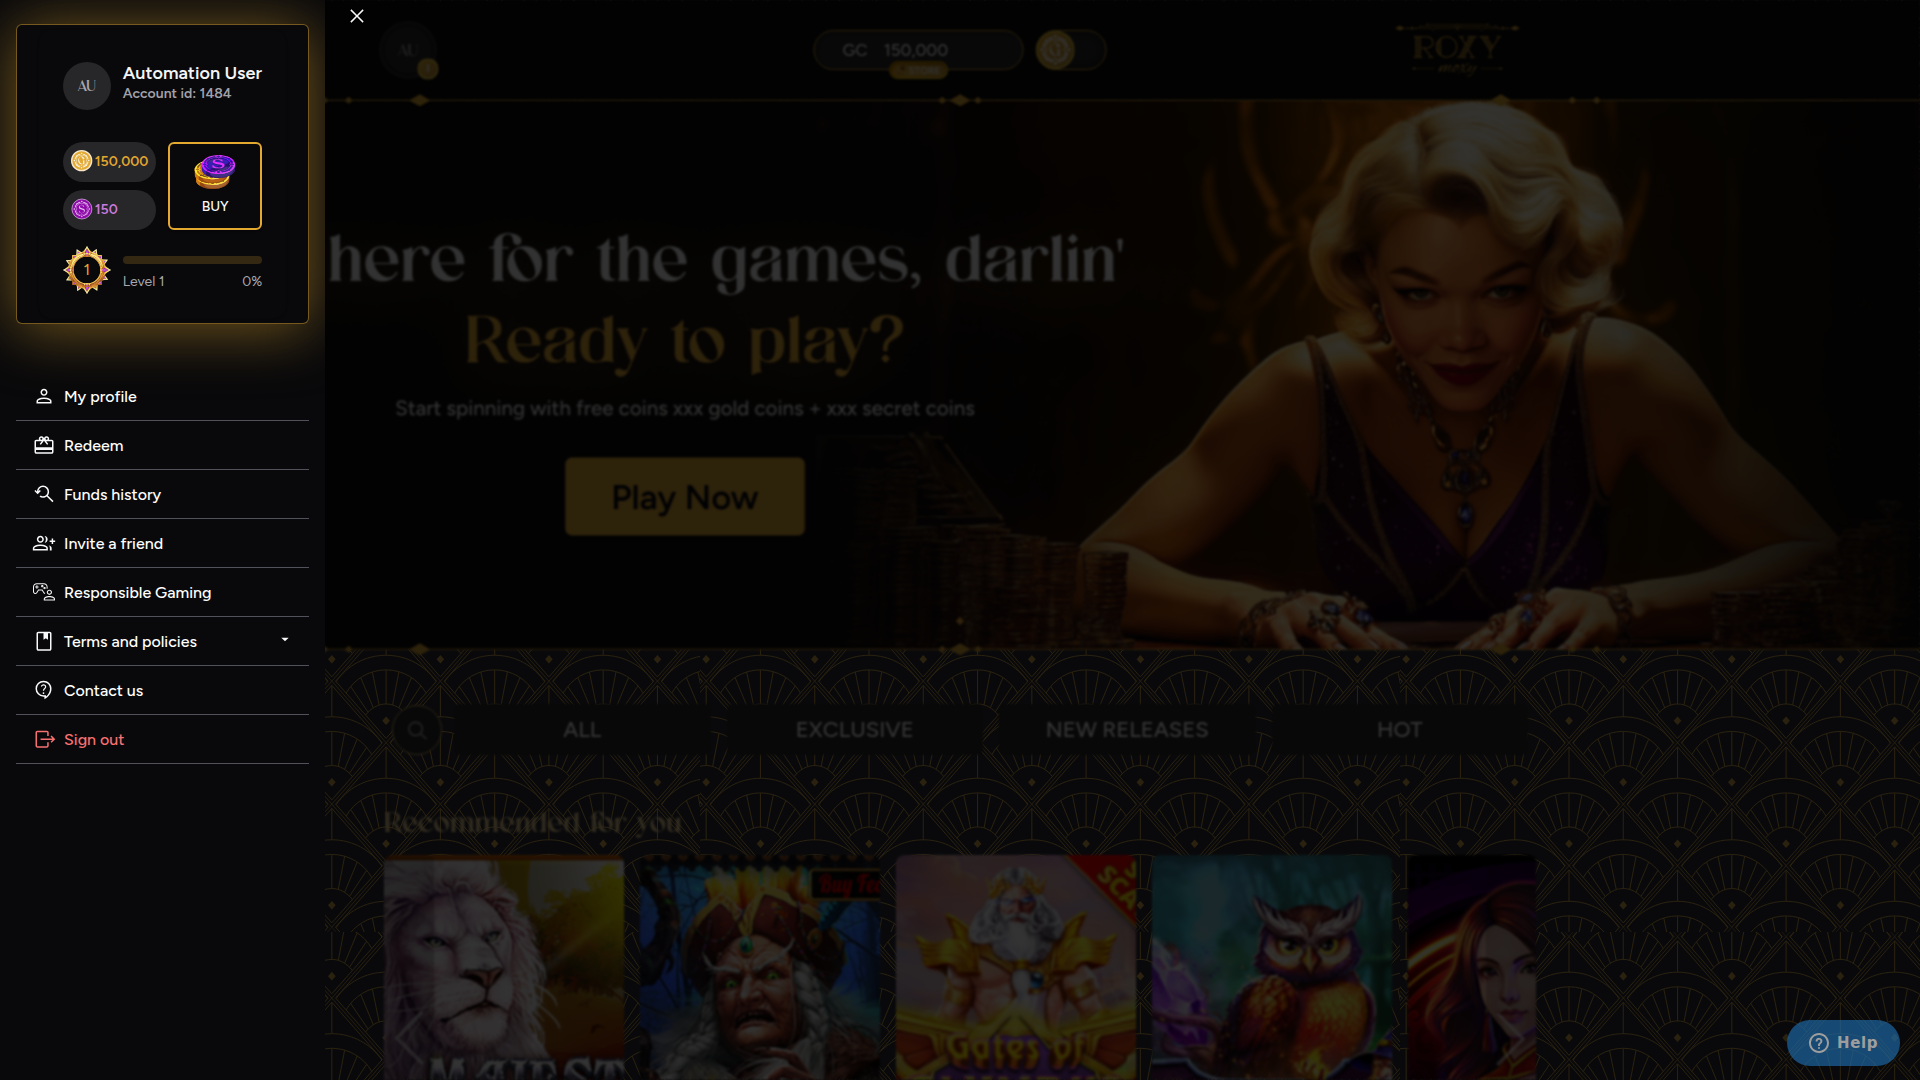 AU
Automation User
Account id: 1484
150,000
BUY
150
1
Level 1
0%
My profile
Redeem
Funds history
Invite a friend
Responsible Gaming
Terms and policies
Contact us
Sign out
AU
GC 150,000
ROXY
moxy
here for the games, darlin'
Ready to play?
Start spinning with free coins xxx gold coins + xxx secret coins
Play Now
ALL
EXCLUSIVE
NEW RELEASES
HOT
Recommended for you
Gates of
Help